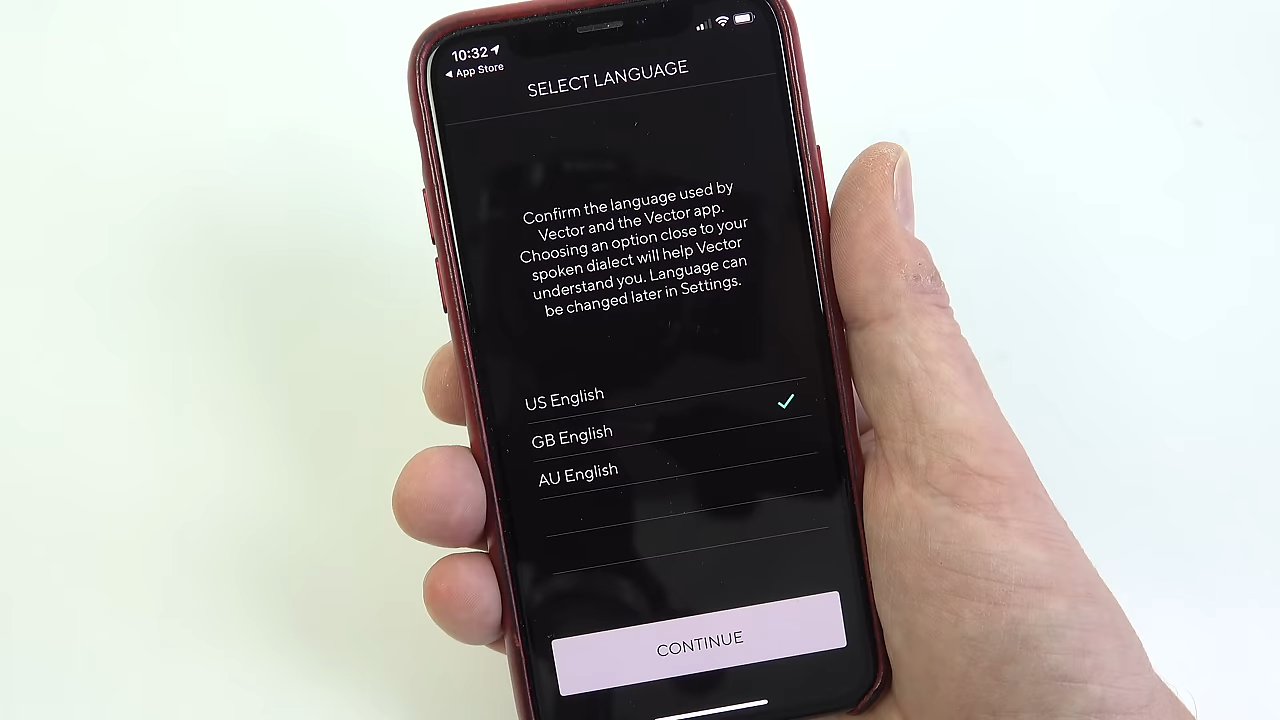 10:32
◀ App Store
SELECT LANGUAGE
Confirm the language used by
Vector and the Vector app.
Choosing an option close to your
spoken dialect will help Vector
understand you. Language can
be changed later in Settings.
US English
GB English
AU English
CONTINUE